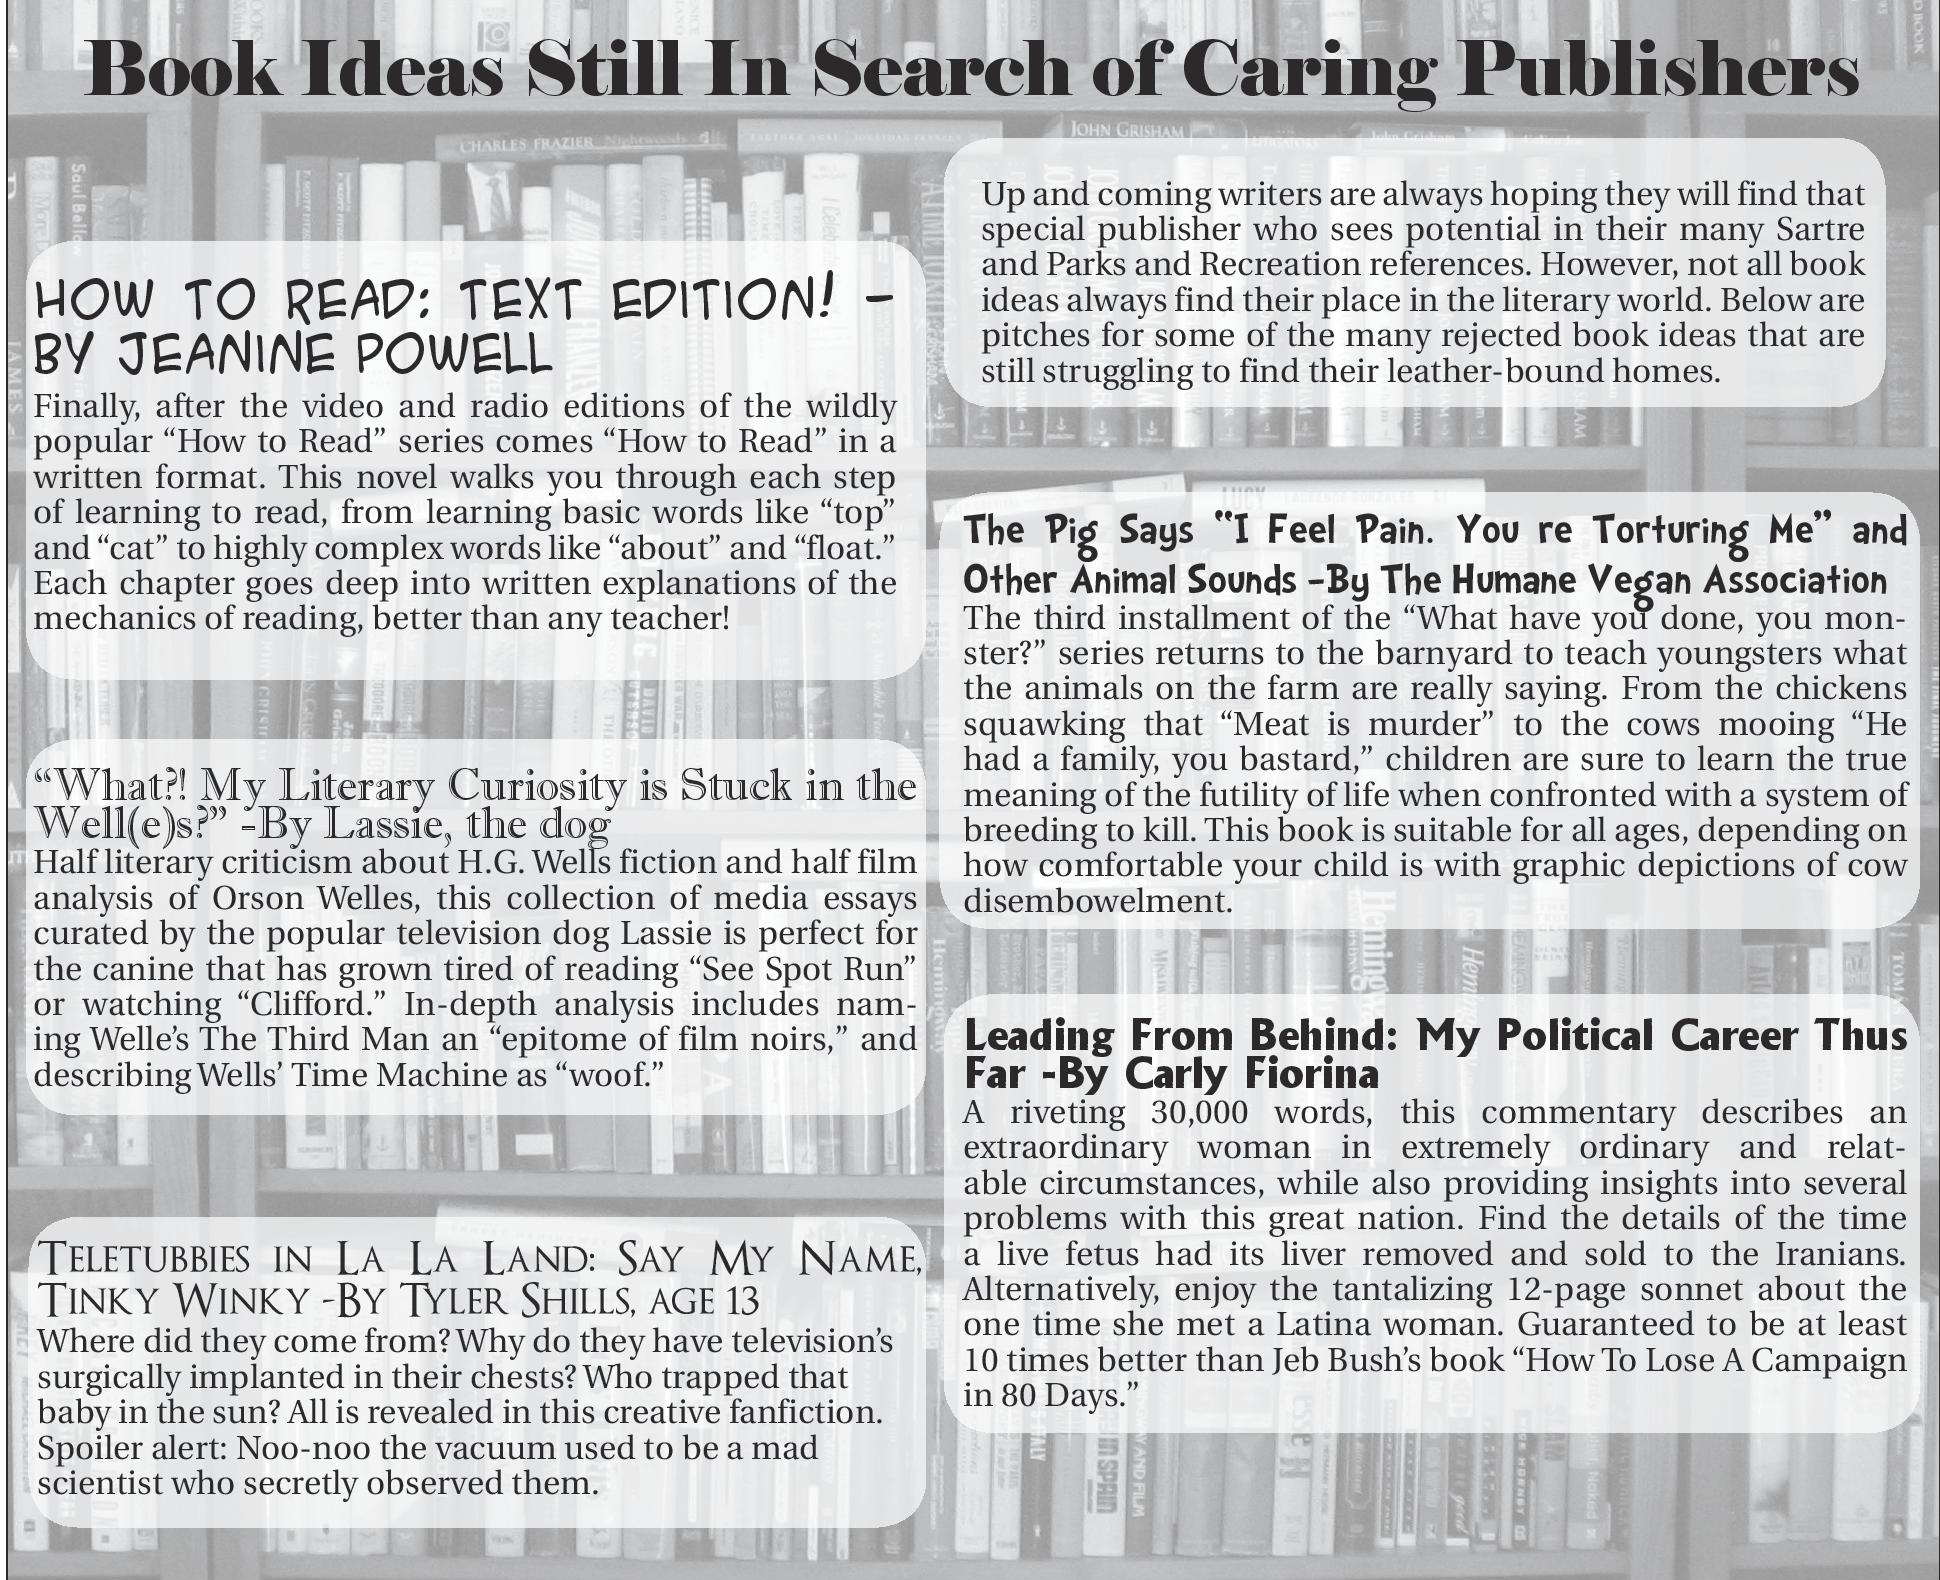 Book Ideas Still In Search of Caring Publishers
Up and coming writers are always hoping they will find that
special publisher who sees potential in their many Sartre
and Parks and Recreation references. However, not all book
ideas always find their place in the literary world. Below are
pitches for some of the many rejected book ideas that are
still struggling to find their leather-bound homes.
HOW TO READ: TEXT EDITION! -
BY JEANINE POWELL
Finally, after the video and radio editions of the wildly
popular “How to Read” series comes “How to Read” in a
written format. This novel walks you through each step
of learning to read, from learning basic words like “top”
and “cat” to highly complex words like “about” and “float.”
Each chapter goes deep into written explanations of the
mechanics of reading, better than any teacher!
“What?! My Literary Curiosity is Stuck in the
Well(e)s?” -By Lassie, the dog
Half literary criticism about H.G. Wells fiction and half film
analysis of Orson Welles, this collection of media essays
curated by the popular television dog Lassie is perfect for
the canine that has grown tired of reading “See Spot Run”
or watching “Clifford.” In-depth analysis includes nam-
ing Welle’s The Third Man an “epitome of film noirs,” and
describing Wells’ Time Machine as “woof.”
TELETUBBIES IN LA LA LAND: SAY MY NAME,
TINKY WINKY -BY TYLER SHILLS, AGE 13
Where did they come from? Why do they have television’s
surgically implanted in their chests? Who trapped that
baby in the sun? All is revealed in this creative fanfiction.
Spoiler alert: Noo-noo the vacuum used to be a mad
scientist who secretly observed them.
The Pig Says “I Feel Pain. You re Torturing Me” and
Other Animal Sounds -By The Humane Vegan Association
The third installment of the “What have you done, you mon-
ster?” series returns to the barnyard to teach youngsters what
the animals on the farm are really saying. From the chickens
squawking that “Meat is murder” to the cows mooing “He
had a family, you bastard,” children are sure to learn the true
meaning of the futility of life when confronted with a system of
breeding to kill. This book is suitable for all ages, depending on
how comfortable your child is with graphic depictions of cow
disembowelment.
Leading From Behind: My Political Career Thus
Far -By Carly Fiorina
A riveting 30,000 words, this commentary describes an
extraordinary woman in extremely ordinary and relat-
able circumstances, while also providing insights into several
problems with this great nation. Find the details of the time
a live fetus had its liver removed and sold to the Iranians.
Alternatively, enjoy the tantalizing 12-page sonnet about the
one time she met a Latina woman. Guaranteed to be at least
10 times better than Jeb Bush’s book “How To Lose A Campaign
in 80 Days.”
CHARLES FRAZIER Nightwoods
JOHN GRISHAM
John Grisham
LUCY
Hemingway